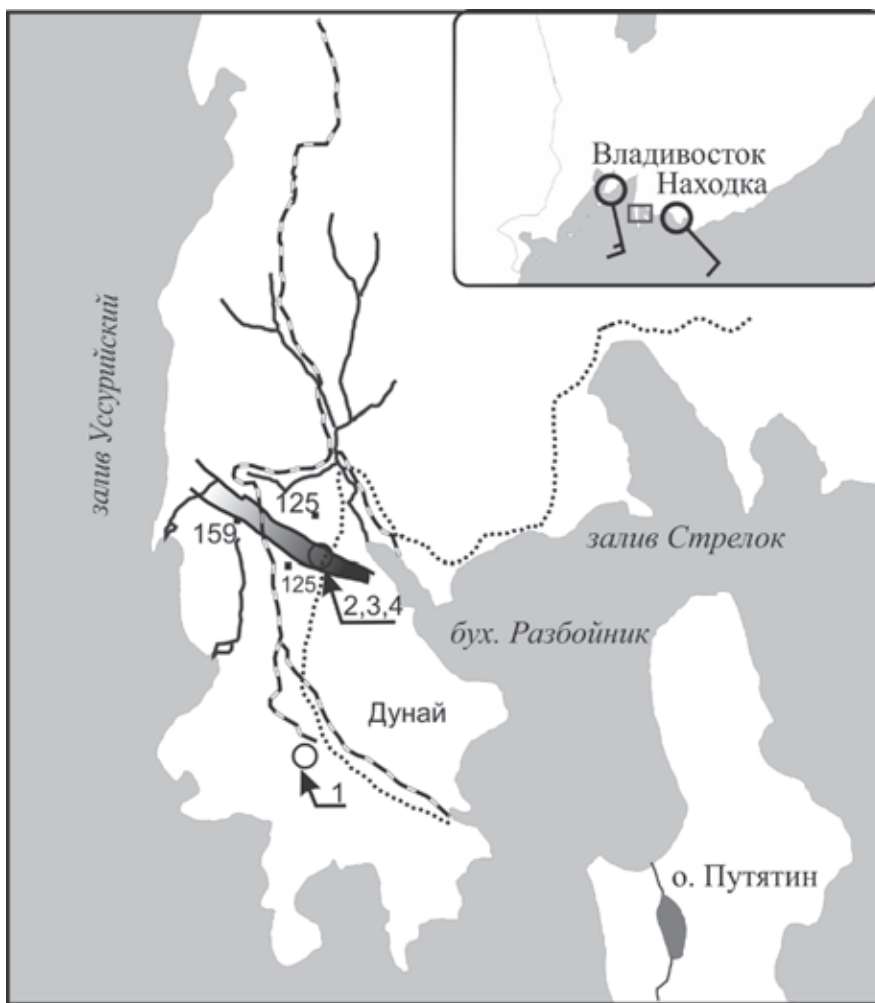 Владивосток
Находка
залив Уссурийский
125
159
125
2,3,4
залив Стрелок
бух. Разбойник
Дунай
1
о. Путятин